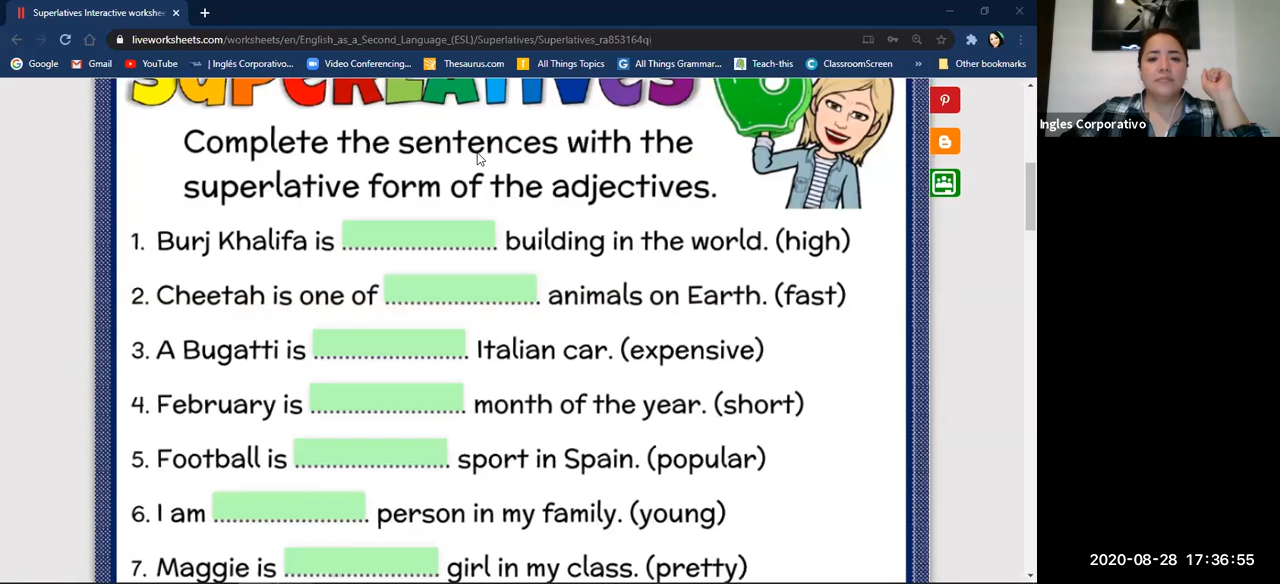 Superlatives Interactive workshee
liveworksheets.com/worksheets/en/English_as_a_Second_Language_(ESL)/Superlatives/Superlatives_ra853164qi
Google Gmail YouTube | Inglés Corporativo... Video Conferencing... Thesaurus.com All Things Topics All Things Grammar... Teach-this ClassroomScreen » Other bookmarks
SUPERLATIVES
Complete the sentences with the
superlative form of the adjectives.
1. Burj Khalifa is ........................ building in the world. (high)
2. Cheetah is one of ........................ animals on Earth. (fast)
3. A Bugatti is ........................ Italian car. (expensive)
4. February is ........................ month of the year. (short)
5. Football is ........................ sport in Spain. (popular)
6. I am ........................ person in my family. (young)
7. Maggie is ........................ girl in my class. (pretty)
Ingles Corporativo
2020-08-28 17:36:55